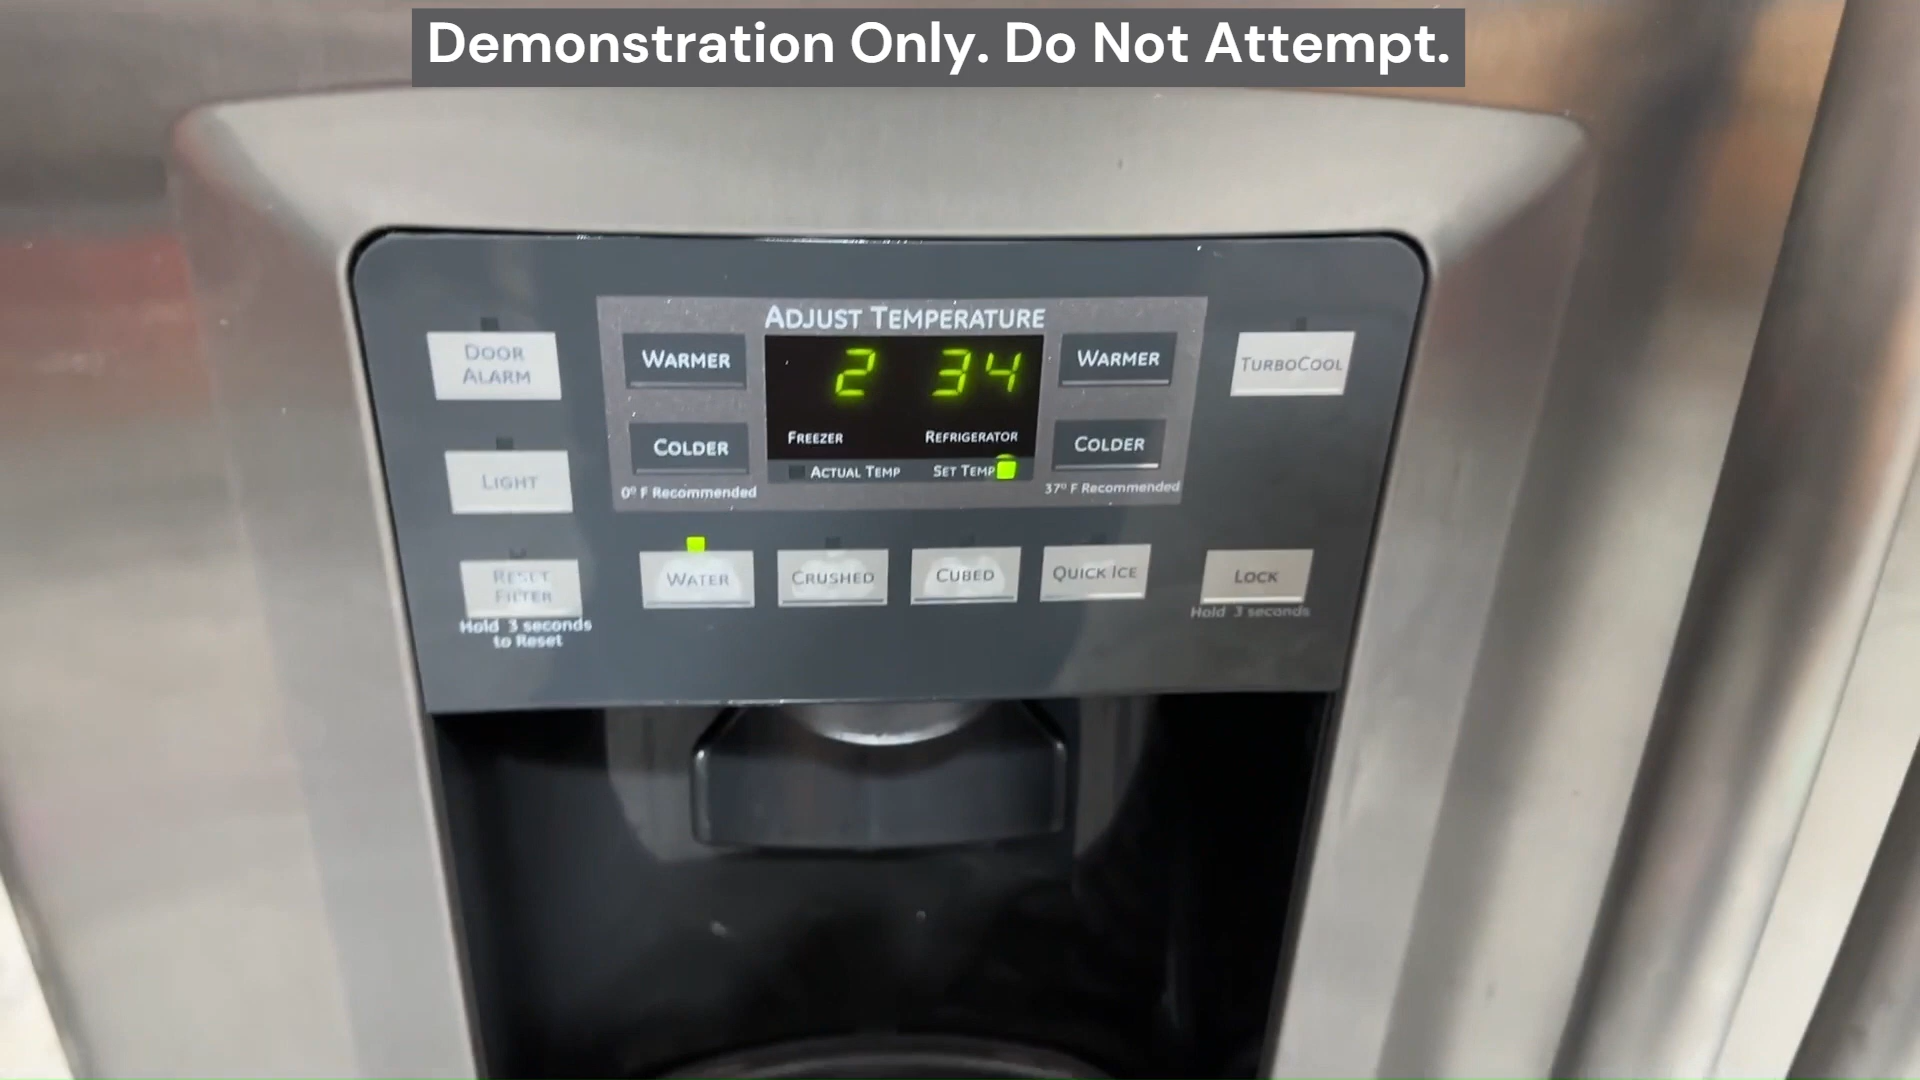 Demonstration Only. Do Not Attempt.
ADJUST TEMPERATURE
DOOR
ALARM
WARMER
2 34
WARMER
TURBOCOOL
COLDER
FREEZER
REFRIGERATOR
COLDER
LIGHT
ACTUAL TEMP
SET TEMP
0º F Recommended
37º F Recommended
RESET
FILTER
WATER
CRUSHED
CUBED
QUICK ICE
LOCK
Hold 3 seconds
to Reset
Hold 3 seconds